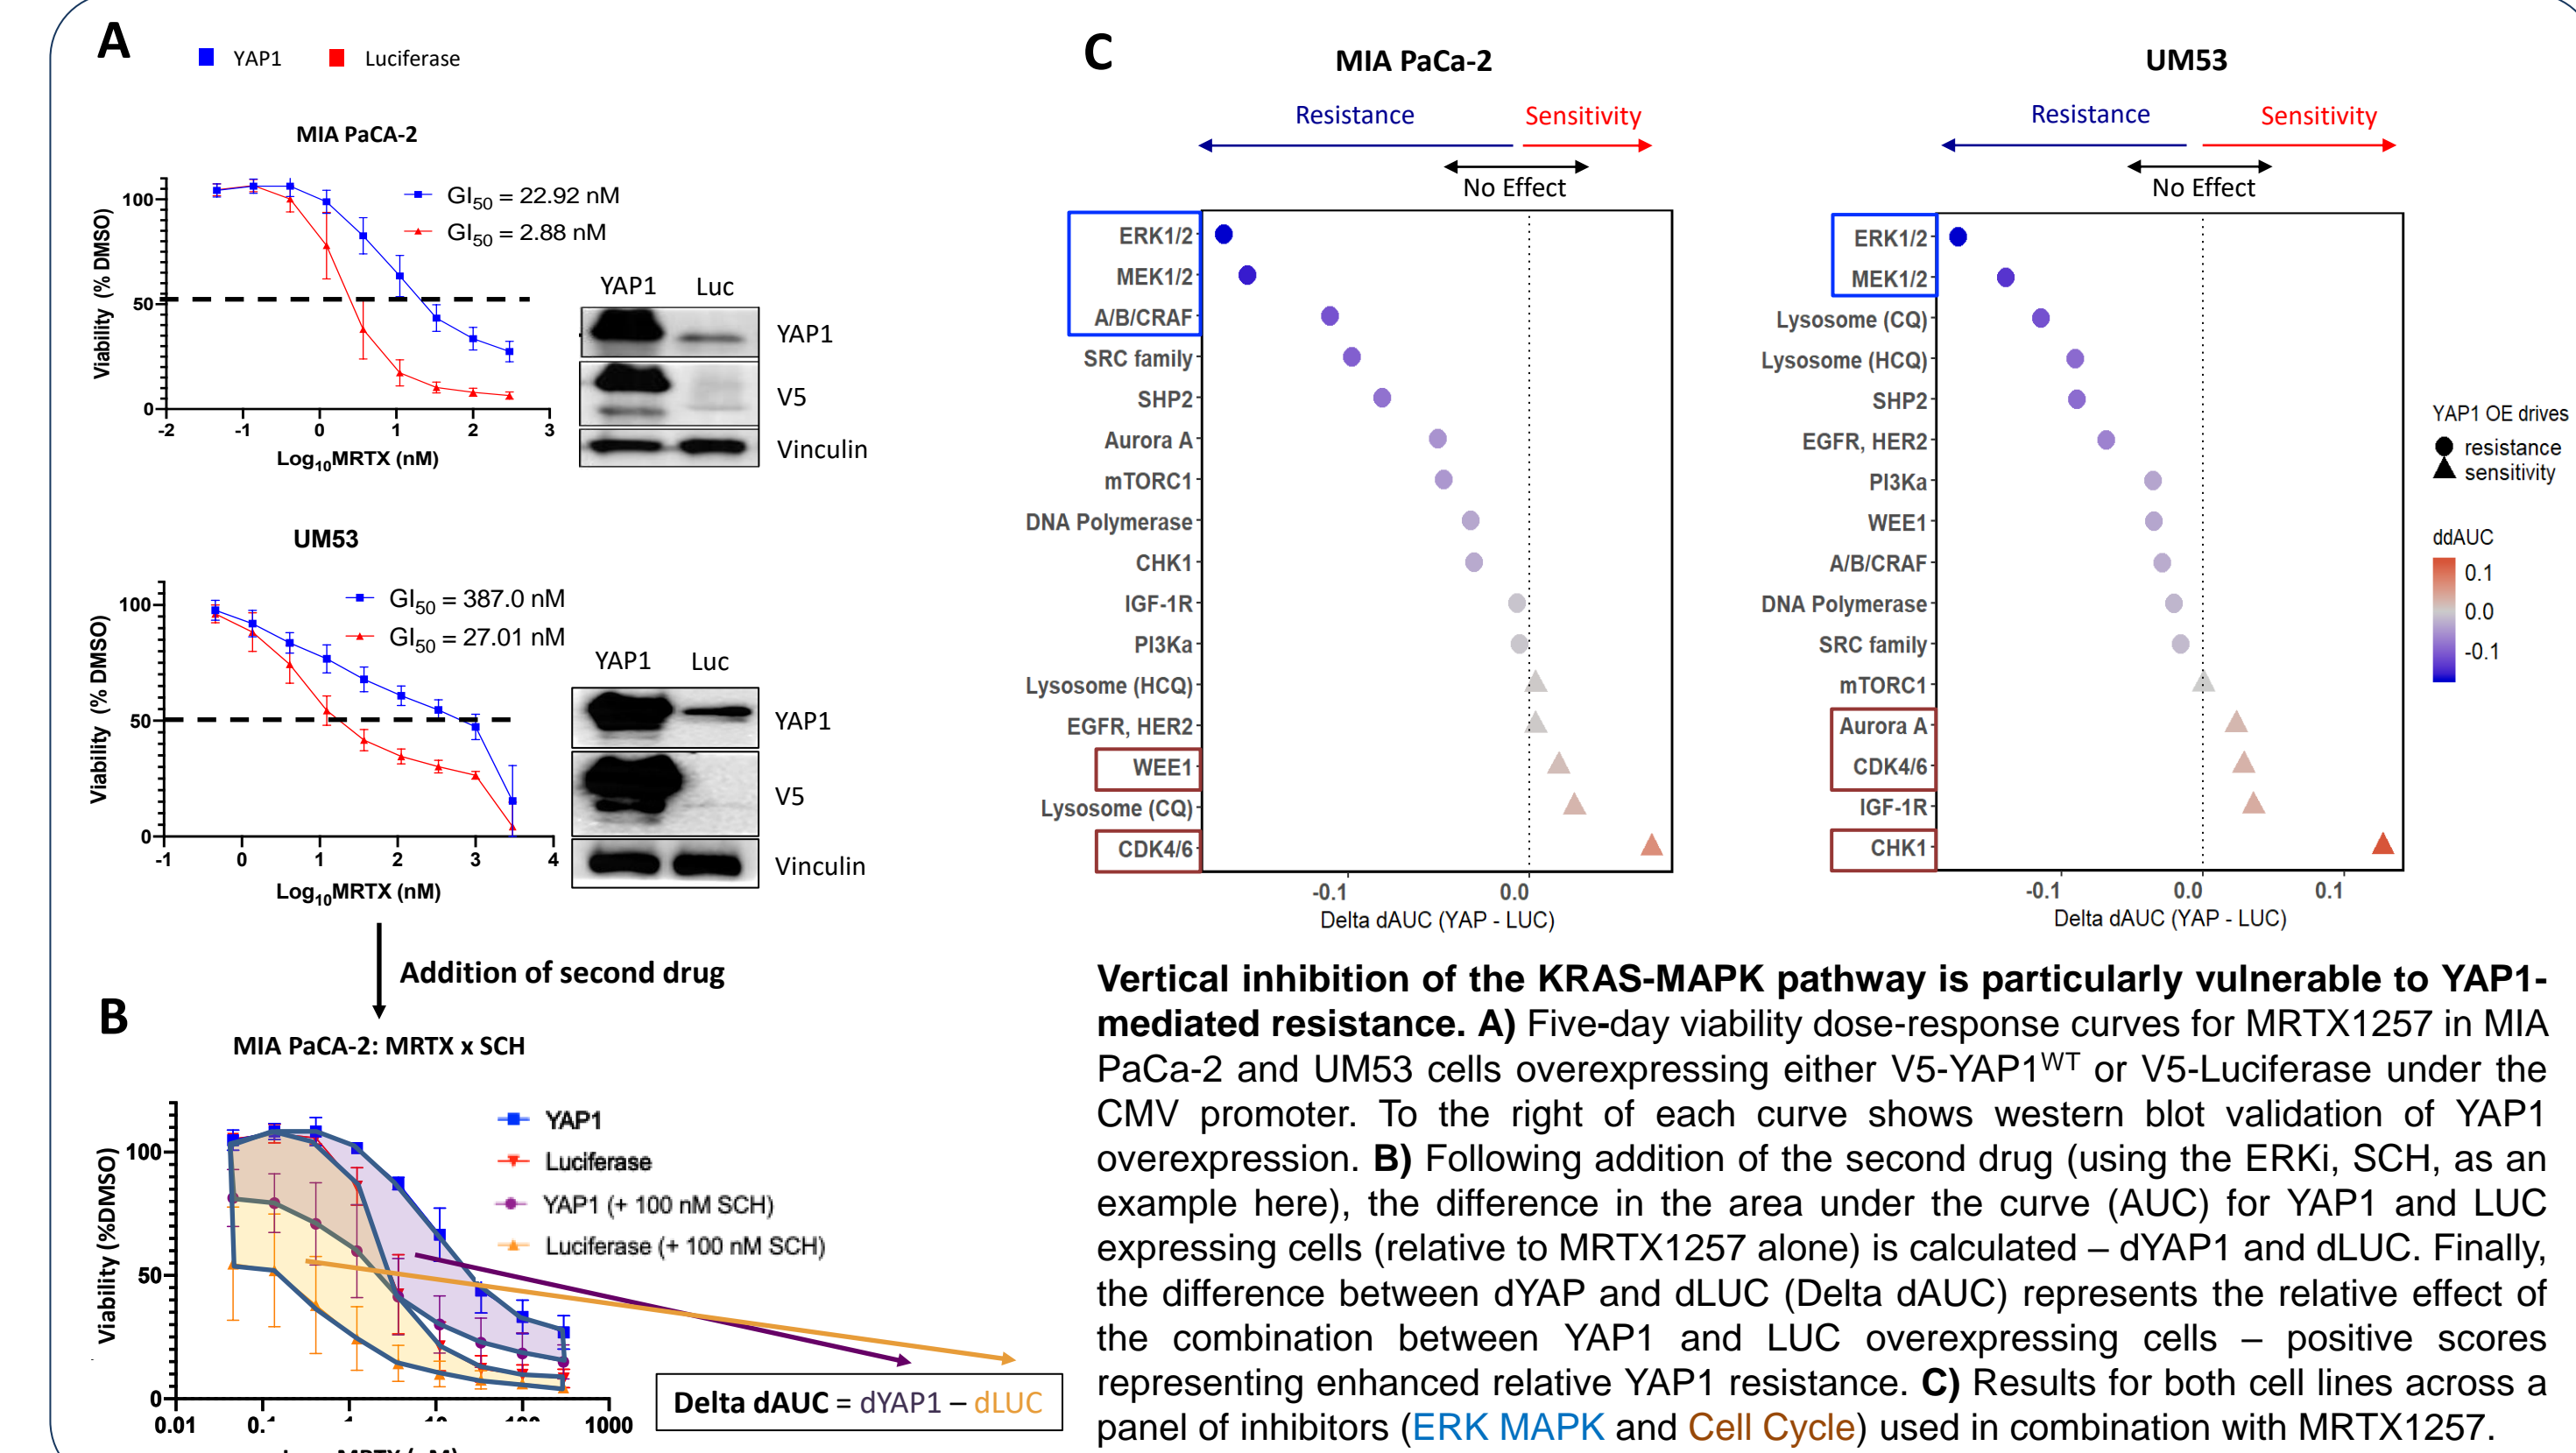 A
YAP1
Luciferase
MIA PaCA-2
Viability (% DMSO)
100
50
0
GI50 = 22.92 nM
GI50 = 2.88 nM
-2 -1 0 1 2 3
Log10MRTX (nM)
YAP1 Luc
YAP1
V5
Vinculin
UM53
Viability (% DMSO)
100
50
0
GI50 = 387.0 nM
GI50 = 27.01 nM
-1 0 1 2 3 4
Log10MRTX (nM)
YAP1 Luc
YAP1
V5
Vinculin
Addition of second drug
B
MIA PaCA-2: MRTX x SCH
Viability (%DMSO)
100
50
0
YAP1
Luciferase
YAP1 (+ 100 nM SCH)
Luciferase (+ 100 nM SCH)
0.01 0.1 1 10 100 1000
Delta dAUC = dYAP1 – dLUC
C
MIA PaCa-2
Resistance Sensitivity
No Effect
ERK1/2
MEK1/2
A/B/CRAF
SRC family
SHP2
Aurora A
mTORC1
DNA Polymerase
CHK1
IGF-1R
PI3Ka
Lysosome (HCQ)
EGFR, HER2
WEE1
Lysosome (CQ)
CDK4/6
-0.1 0.0
Delta dAUC (YAP - LUC)
UM53
Resistance Sensitivity
No Effect
ERK1/2
MEK1/2
Lysosome (CQ)
Lysosome (HCQ)
SHP2
EGFR, HER2
PI3Ka
WEE1
A/B/CRAF
DNA Polymerase
SRC family
mTORC1
Aurora A
CDK4/6
IGF-1R
CHK1
-0.1 0.0 0.1
Delta dAUC (YAP - LUC)
YAP1 OE drives
resistance
sensitivity
ddAUC
0.1
0.0
-0.1
Vertical inhibition of the KRAS-MAPK pathway is particularly vulnerable to YAP1-
mediated resistance. A) Five-day viability dose-response curves for MRTX1257 in MIA
PaCa-2 and UM53 cells overexpressing either V5-YAP1WT or V5-Luciferase under the
CMV promoter. To the right of each curve shows western blot validation of YAP1
overexpression. B) Following addition of the second drug (using the ERKi, SCH, as an
example here), the difference in the area under the curve (AUC) for YAP1 and LUC
expressing cells (relative to MRTX1257 alone) is calculated – dYAP1 and dLUC. Finally,
the difference between dYAP and dLUC (Delta dAUC) represents the relative effect of
the combination between YAP1 and LUC overexpressing cells – positive scores
representing enhanced relative YAP1 resistance. C) Results for both cell lines across a
panel of inhibitors (ERK MAPK and Cell Cycle) used in combination with MRTX1257.